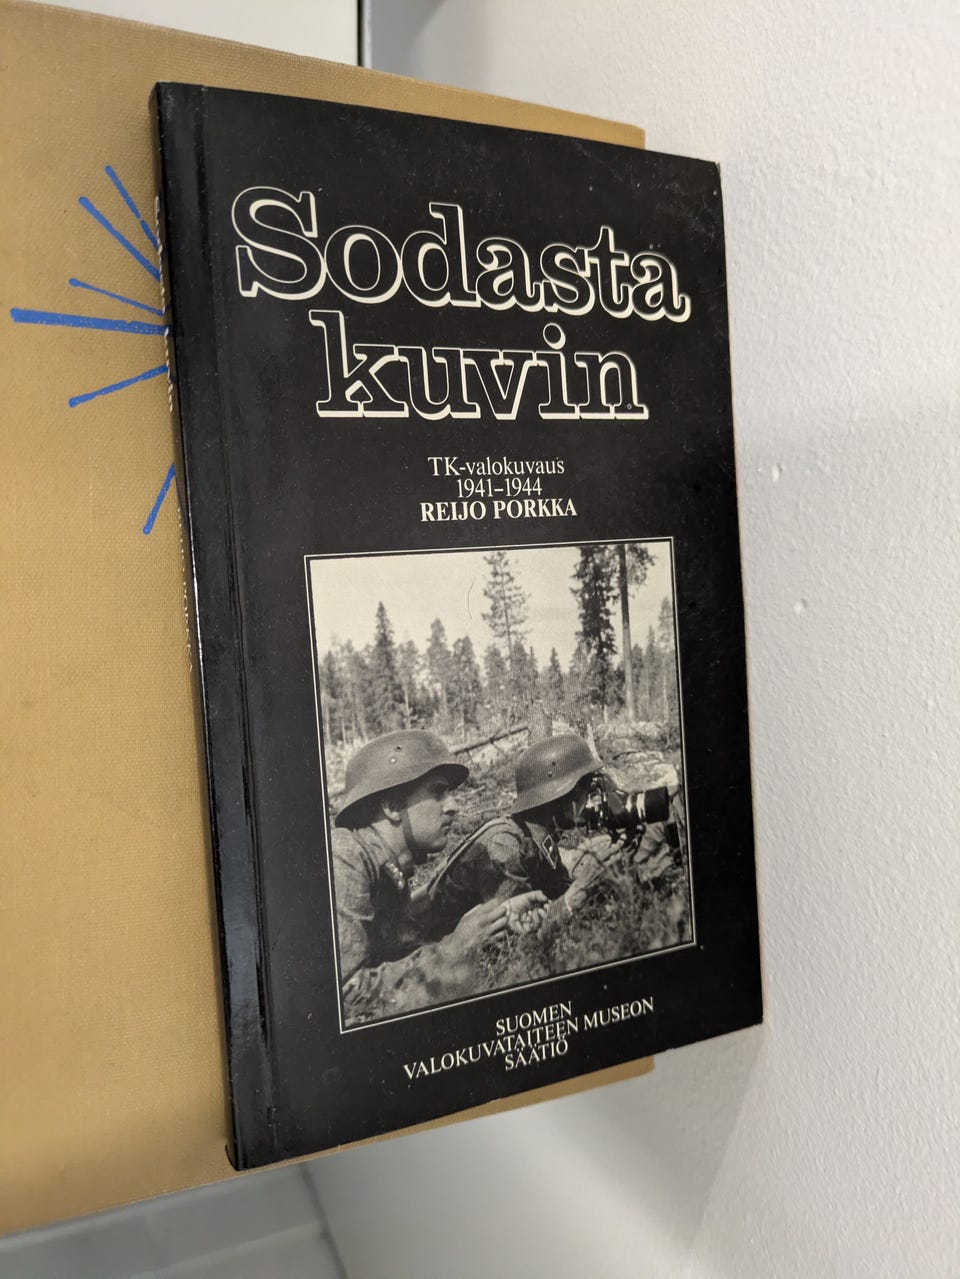 Sodasta
kuvin
TK-valokuvaus
1941–1944
REIJO PORKKA
SUOMEN
VALOKUVATAITEEN MUSEON
SÄÄTIÖ